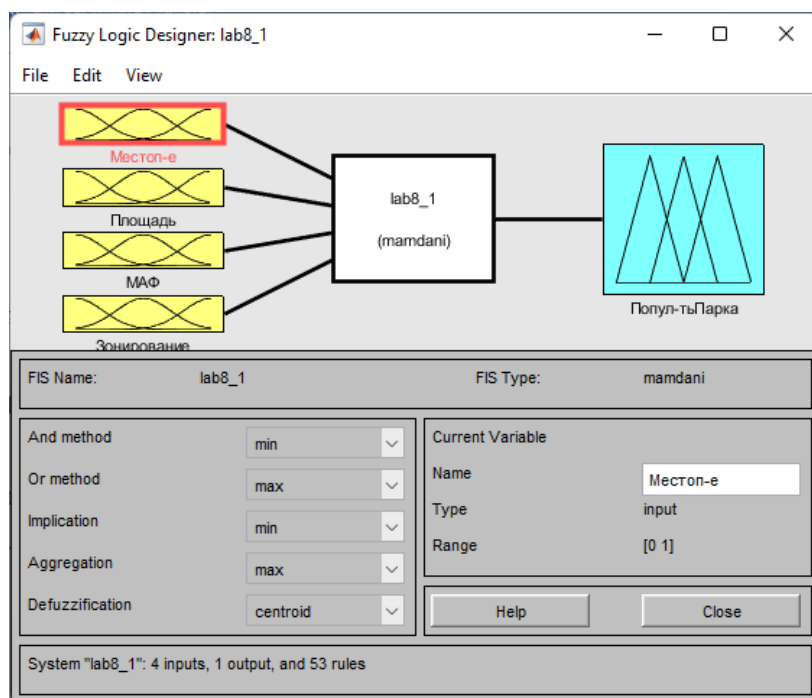 Fuzzy Logic Designer: lab8_1
File Edit View
Местоп-е
Площадь
МАФ
Зонирование
lab8_1
(mamdani)
Попул-тьПарка
FIS Name: lab8_1 FIS Type: mamdani
And method min
Or method max
Implication min
Aggregation max
Defuzzification centroid
Current Variable
Name Местоп-е
Type input
Range [0 1]
Help Close
System "lab8_1": 4 inputs, 1 output, and 53 rules